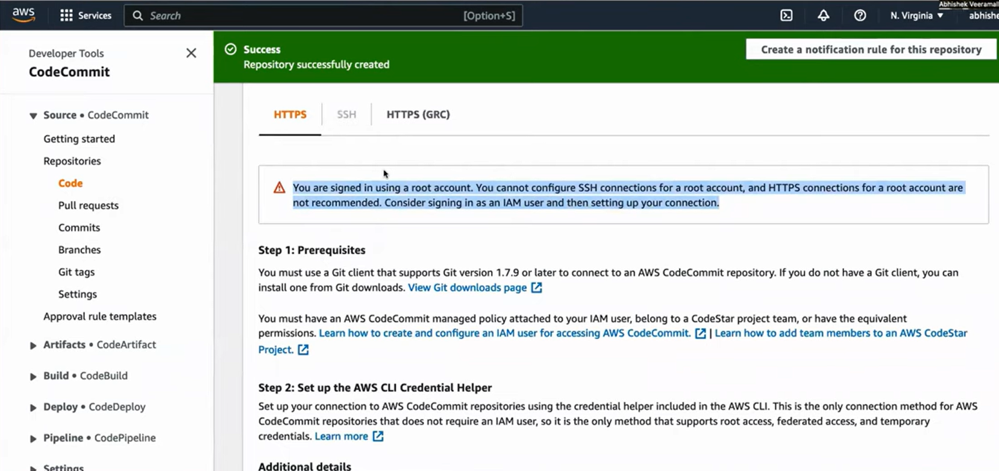 Abhishek Veeramal
aws
Services
Search
[Option+S]
N. Virginia
abhishe
Developer Tools
CodeCommit
Source • CodeCommit
Getting started
Repositories
Code
Pull requests
Commits
Branches
Git tags
Settings
Approval rule templates
Artifacts • CodeArtifact
Build • CodeBuild
Deploy • CodeDeploy
Pipeline • CodePipeline
Settings
Success
Repository successfully created
Create a notification rule for this repository
HTTPS
SSH
HTTPS (GRC)
You are signed in using a root account. You cannot configure SSH connections for a root account, and HTTPS connections for a root account are
not recommended. Consider signing in as an IAM user and then setting up your connection.
Step 1: Prerequisites
You must use a Git client that supports Git version 1.7.9 or later to connect to an AWS CodeCommit repository. If you do not have a Git client, you can
install one from Git downloads. View Git downloads page
You must have an AWS CodeCommit managed policy attached to your IAM user, belong to a CodeStar project team, or have the equivalent
permissions. Learn how to create and configure an IAM user for accessing AWS CodeCommit. | Learn how to add team members to an AWS CodeStar
Project.
Step 2: Set up the AWS CLI Credential Helper
Set up your connection to AWS CodeCommit repositories using the credential helper included in the AWS CLI. This is the only connection method for AWS
CodeCommit repositories that does not require an IAM user, so it is the only method that supports root access, federated access, and temporary
credentials. Learn more
Additional details